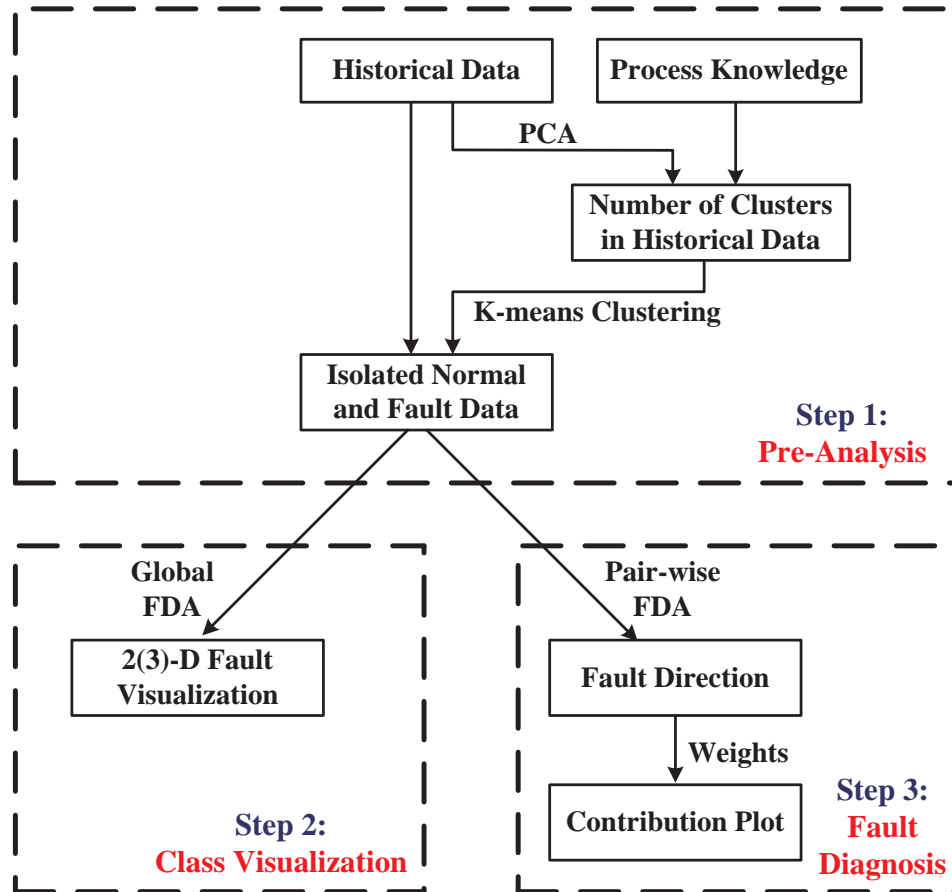 Historical Data
Process Knowledge
PCA
Number of Clusters
in Historical Data
K-means Clustering
Isolated Normal
and Fault Data
Step 1:
Pre-Analysis
Global
FDA
2(3)-D Fault
Visualization
Step 2:
Class Visualization
Pair-wise
FDA
Fault Direction
Weights
Contribution Plot
Step 3:
Fault
Diagnosis